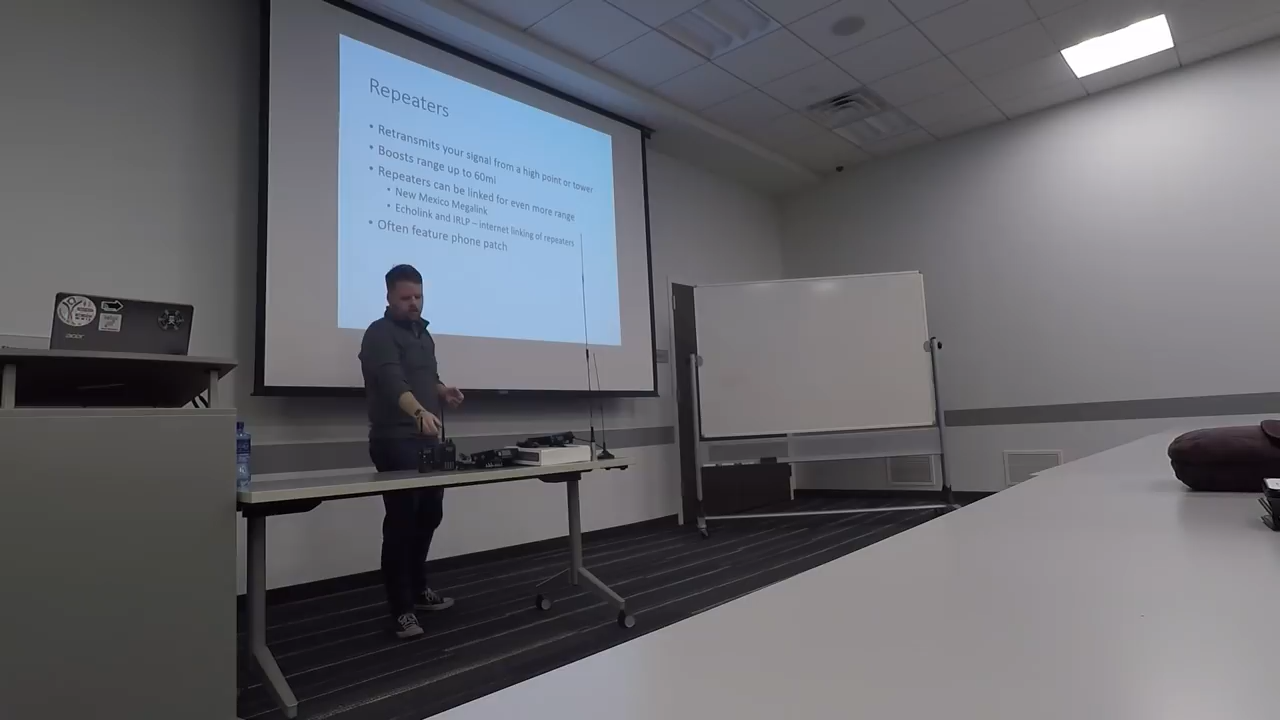 Repeaters
• Retransmits your signal from a high point or tower
• Boosts range up to 60ml
• Repeaters can be linked for even more range
• New Mexico Megalink
• Echolink and IRLP – internet linking of repeaters
• Often feature phone patch
acer